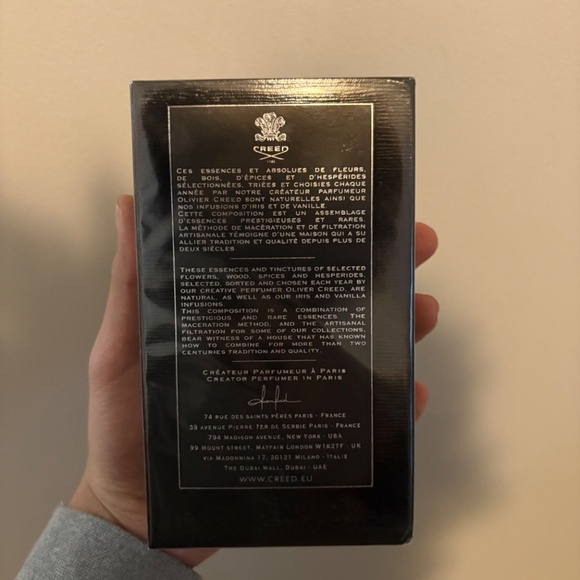 CREED
1760
CES ESSENCES ET ABSOLUES DE FLEURS,
DE BOIS, D'ÉPICES ET D'HESPÉRIDES
SÉLECTIONNÉES, TRIÉES ET CHOISIES CHAQUE
ANNÉE PAR NOTRE CRÉATEUR PARFUMEUR
OLIVIER CREED SONT NATURELLES AINSI QUE
NOS INFUSIONS D'IRIS ET DE VANILLE.
CETTE COMPOSITION EST UN ASSEMBLAGE
D'ESSENCES PRESTIGIEUSES ET RARES.
LA MÉTHODE DE MACÉRATION ET DE FILTRATION
ARTISANALE TÉMOIGNE D'UNE MAISON QUI A SU
ALLIER TRADITION ET QUALITÉ DEPUIS PLUS DE
DEUX SIÈCLES.
THESE ESSENCES AND TINCTURES OF SELECTED
FLOWERS, WOOD, SPICES AND HESPERIDES,
SELECTED, SORTED AND CHOSEN EACH YEAR BY
OUR CREATIVE PERFUMER OLIVER CREED, ARE
NATURAL, AS WELL AS OUR IRIS AND VANILLA
INFUSIONS.
THIS COMPOSITION IS A COMBINATION OF
PRESTIGIOUS AND RARE ESSENCES. THE
MACERATION METHOD, AND THE ARTISANAL
FILTRATION FOR SOME OF OUR COLLECTIONS,
BEAR WITNESS OF A HOUSE THAT HAS KNOWN
HOW TO COMBINE FOR MORE THAN TWO
CENTURIES TRADITION AND QUALITY.
CRÉATEUR PARFUMEUR À PARIS
CREATOR PERFUMER IN PARIS
74 RUE DES SAINTS PÈRES PARIS - FRANCE
38 AVENUE PIERRE 1ER DE SERBIE PARIS - FRANCE
794 MADISON AVENUE, NEW YORK - USA
99 MOUNT STREET, MAYFAIR LONDON W1K2TF - UK
VIA MADONNINA 17, 20121 MILANO - ITALIE
THE DUBAI MALL, DUBAI - UAE
WWW.CREED.EU